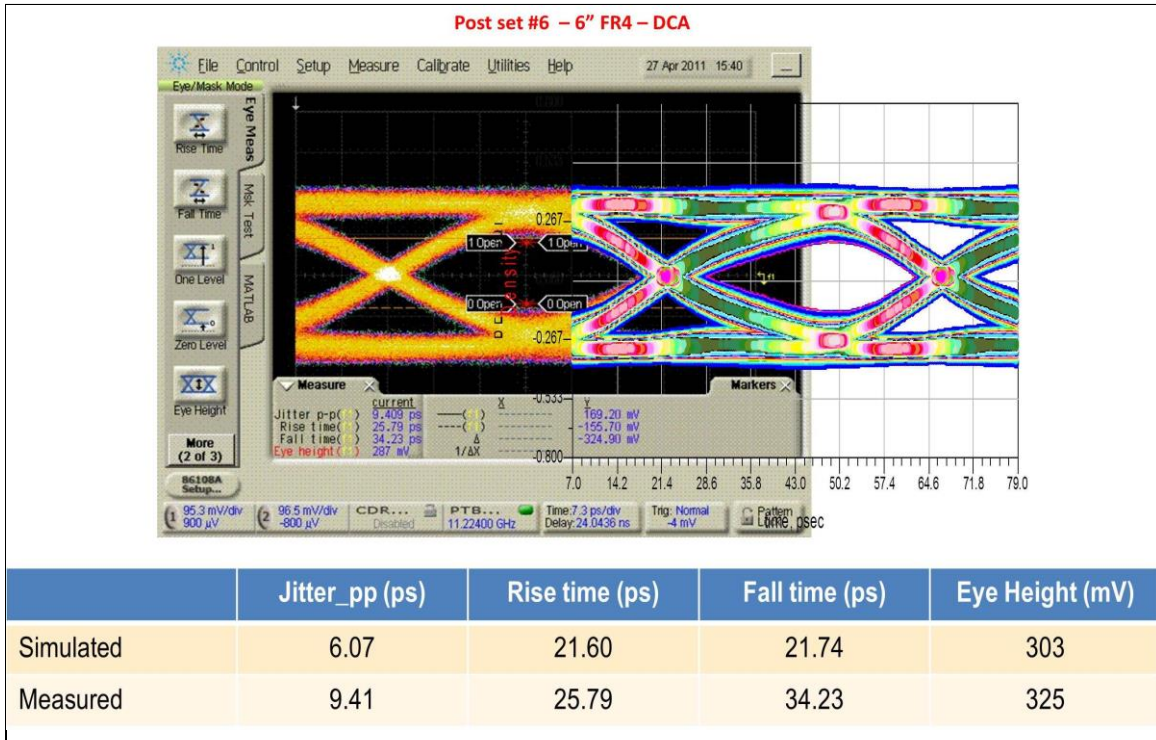 Post set #6 – 6” FR4 – DCA
File Control Setup Measure Calibrate Utilities Help
27 Apr 2011 15:40
Eye/Mask Mode
Eye Meas
Msk Test
MATLAB
Rise Time
Fall Time
One Level
Zero Level
Eye Height
More
(2 of 3)
86108A
Setup...
1 Open
1 Open
0 Open
0 Open
0.267
-0.267
-0.533
-0.800
7.0 14.2 21.4 28.6 35.8 43.0 50.2 57.4 64.6 71.8 79.0
time, psec
Measure
Markers
current
Jitter p-p( ) 9.409 ps
Rise time( ) 25.79 ps
Fall time( ) 34.23 ps
Eye height( ) 287 mV
X
Y
169.20 mV
-155.70 mV
Δ
-324.90 mV
1/ΔX
1 95.3 mV/div
900 µV
2 96.5 mV/div
-800 µV
CDR...
Disabled
PTB...
11.22400 GHz
Time:7.3 ps/div
Delay:24.0436 ns
Trig: Normal
-4 mV
Pattern
Jitter_pp (ps) Rise time (ps) Fall time (ps) Eye Height (mV)
Simulated 6.07 21.60 21.74 303
Measured 9.41 25.79 34.23 325